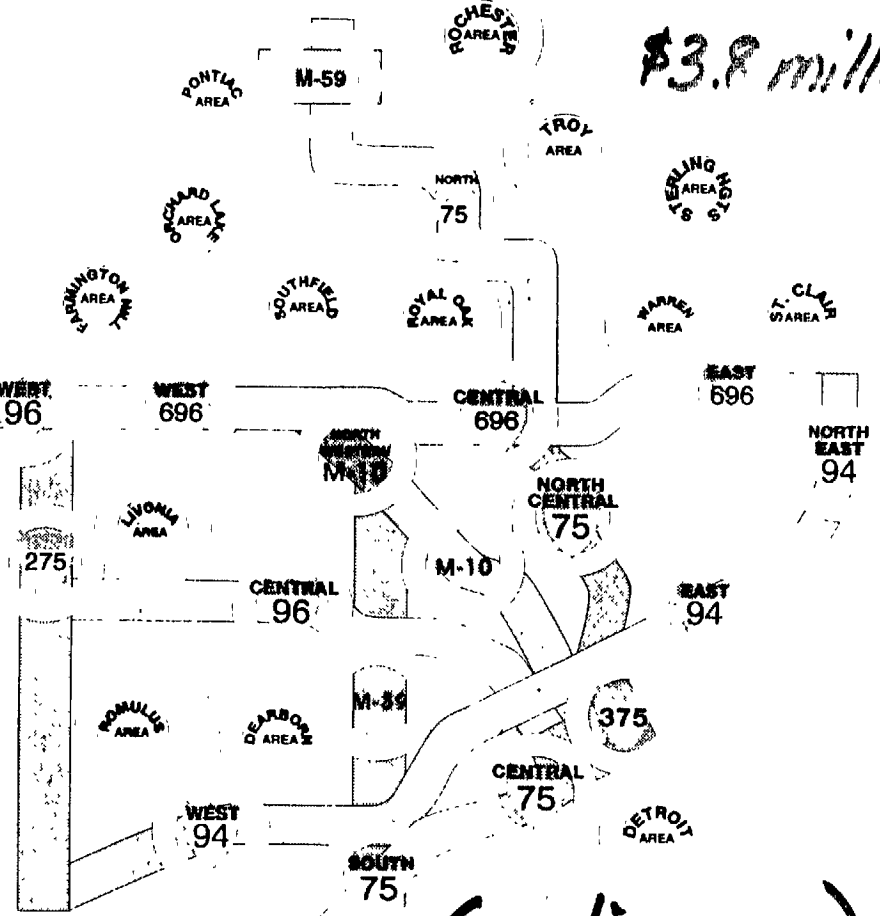 ROCHESTER
AREA
$3.8 mill
PONTIAC
AREA
M-59
TROY
AREA
NORTH
75
STERLING HGTS
AREA
ORCHARD LAKE
AREA
FARMINGTON HILL
AREA
SOUTHFIELD
AREA
ROYAL OAK
AREA
WARREN
AREA
ST. CLAIR
AREA
WEST
96
WEST
696
CENTRAL
696
EAST
696
NORTH
WESTERN
M-10
NORTH
EAST
94
NORTH
CENTRAL
75
LIVONIA
AREA
275
M-10
CENTRAL
96
EAST
94
M-39
ROMULUS
AREA
DEARBORN
AREA
375
CENTRAL
75
WEST
94
DETROIT
AREA
SOUTH
75